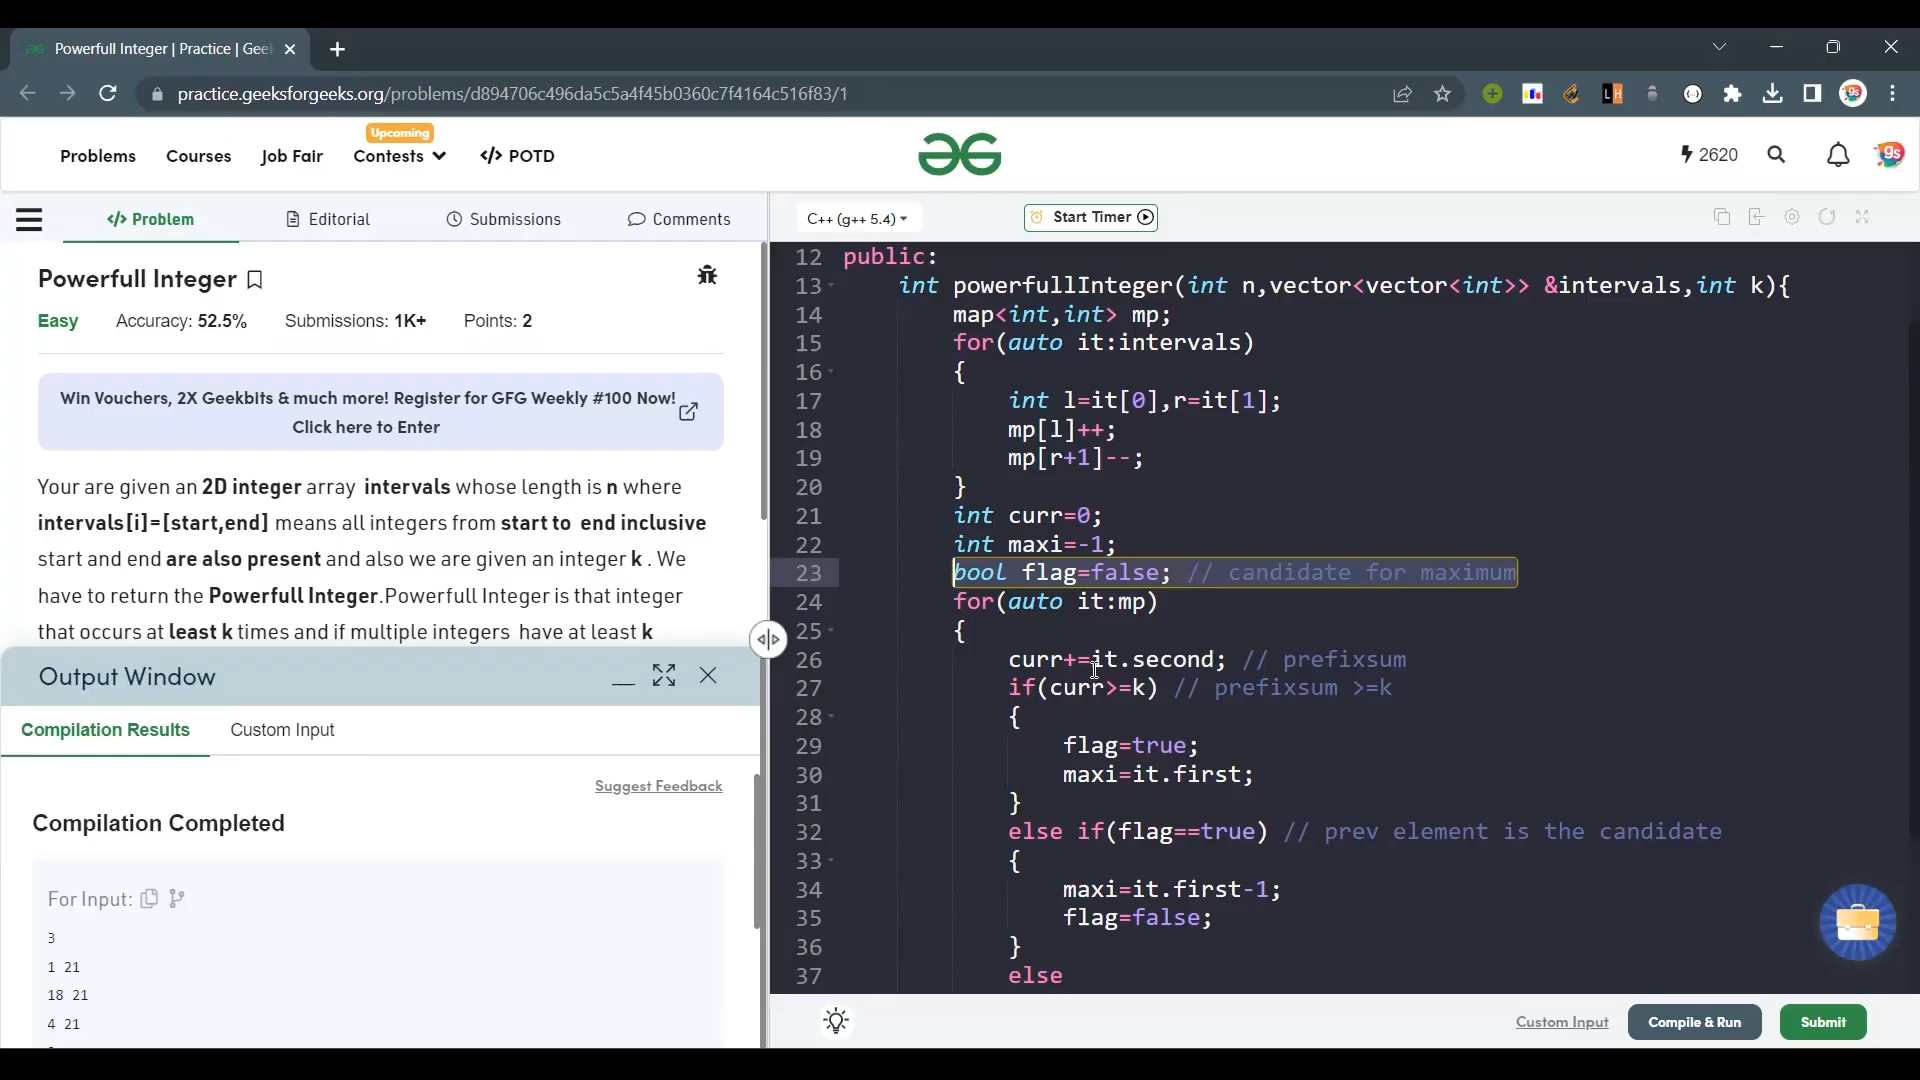 Powerfull Integer | Practice | Geel
practice.geeksforgeeks.org/problems/d894706c496da5c5a4f45b0360c7f4164c516f83/1
Problems
Courses
Job Fair
Upcoming
Contests
</> POTD
2620
</> Problem
Editorial
Submissions
Comments
C++ (g++ 5.4)
Start Timer
Powerfull Integer
Easy
Accuracy: 52.5%
Submissions: 1K+
Points: 2
Win Vouchers, 2X Geekbits & much more! Register for GFG Weekly #100 Now!
Click here to Enter
Your are given an 2D integer array intervals whose length is n where
intervals[i]=[start,end] means all integers from start to end inclusive
start and end are also present and also we are given an integer k . We
have to return the Powerfull Integer.Powerfull Integer is that integer
that occurs at least k times and if multiple integers have at least k
Output Window
Compilation Results
Custom Input
Suggest Feedback
Compilation Completed
For Input:
3
1 21
18 21
4 21
12 public:
13 int powerfullInteger(int n,vector<vector<int>> &intervals,int k){
14 map<int,int> mp;
15 for(auto it:intervals)
16 {
17 int l=it[0],r=it[1];
18 mp[l]++;
19 mp[r+1]--;
20 }
21 int curr=0;
22 int maxi=-1;
23 bool flag=false; // candidate for maximum
24 for(auto it:mp)
25 {
26 curr+=it.second; // prefixsum
27 if(curr>=k) // prefixsum >=k
28 {
29 flag=true;
30 maxi=it.first;
31 }
32 else if(flag==true) // prev element is the candidate
33 {
34 maxi=it.first-1;
35 flag=false;
36 }
37 else
Custom Input
Compile & Run
Submit